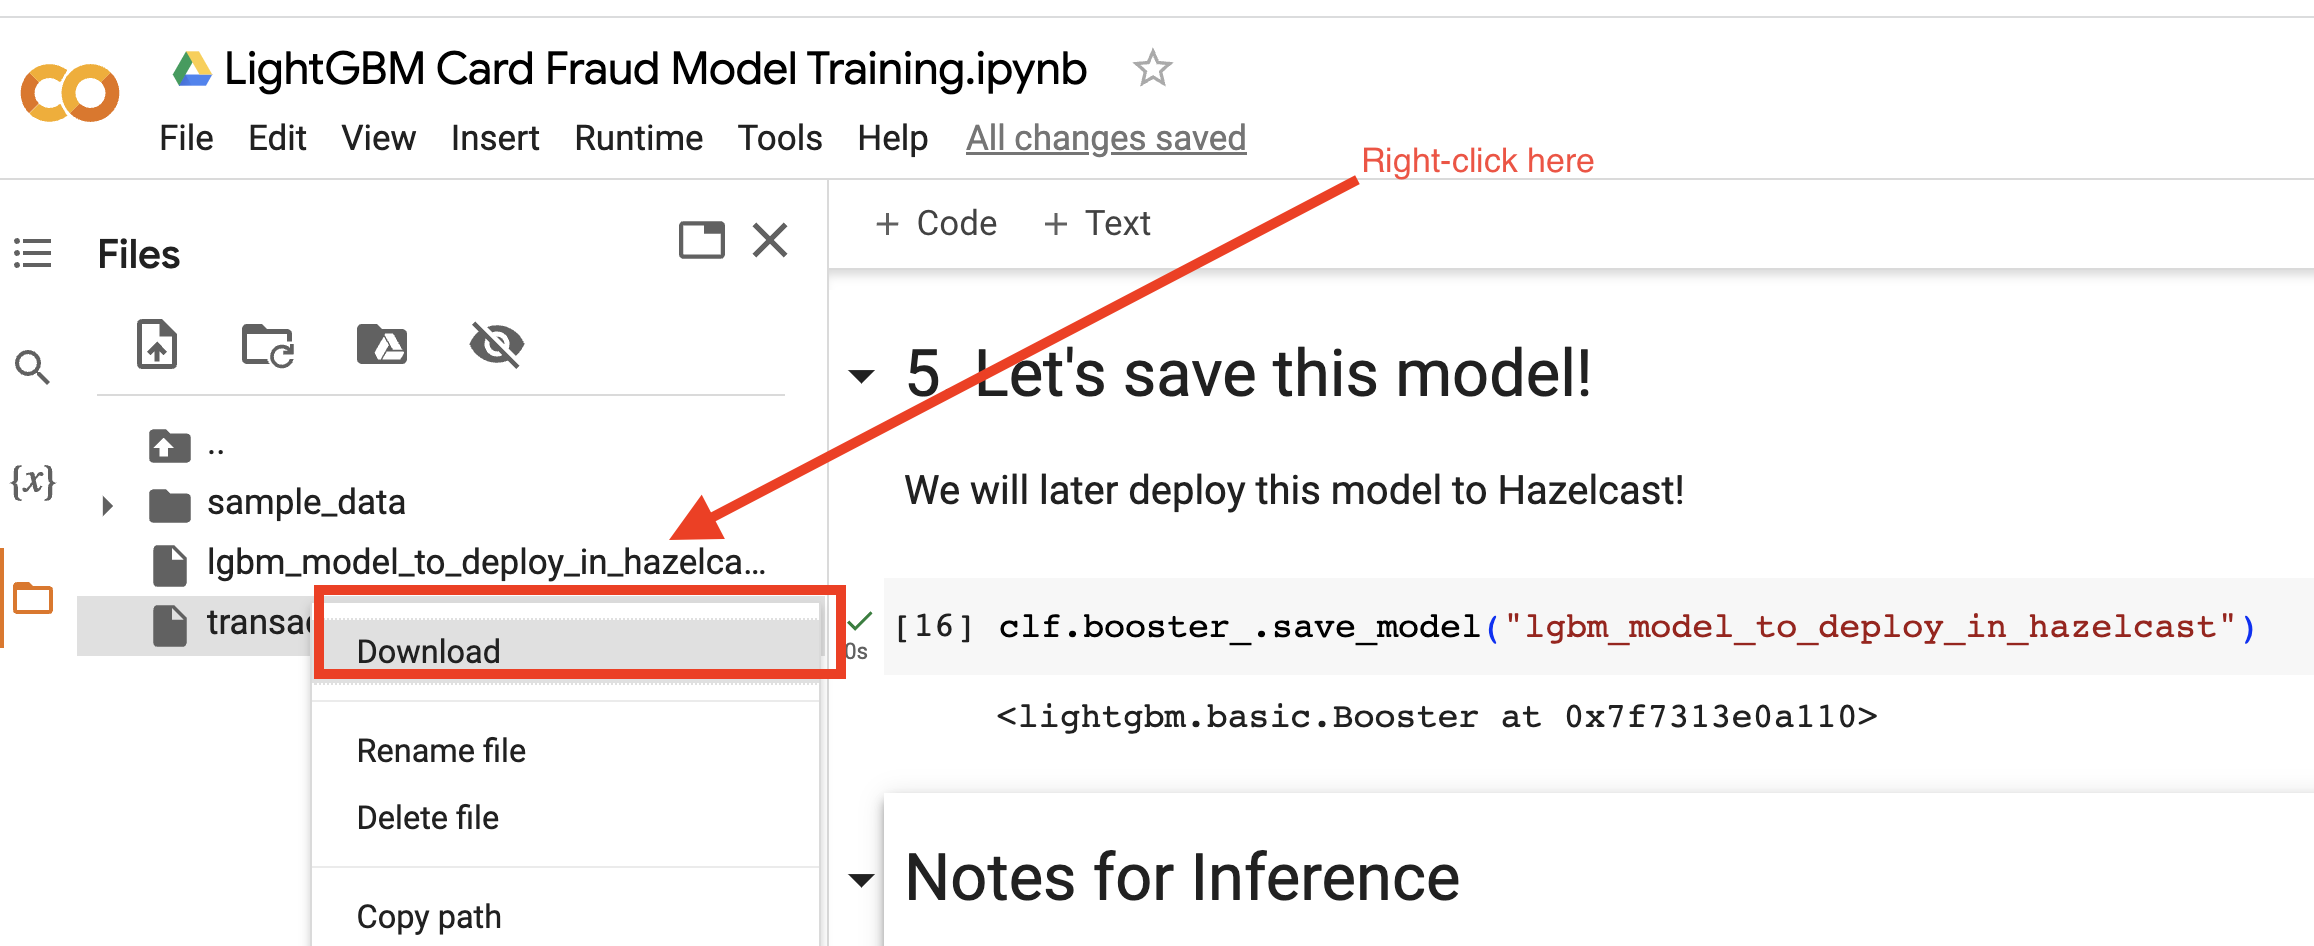 LightGBM Card Fraud Model Training.ipynb
File Edit View Insert Runtime Tools Help All changes saved
Right-click here
Files
..
sample_data
lgbm_model_to_deploy_in_hazelca...
Download
Rename file
Delete file
Copy path
+ Code + Text
5 Let's save this model!
We will later deploy this model to Hazelcast!
[16] clf.booster_.save_model("lgbm_model_to_deploy_in_hazelcast")
0s
<lightgbm.basic.Booster at 0x7f7313e0a110>
Notes for Inference
{x}